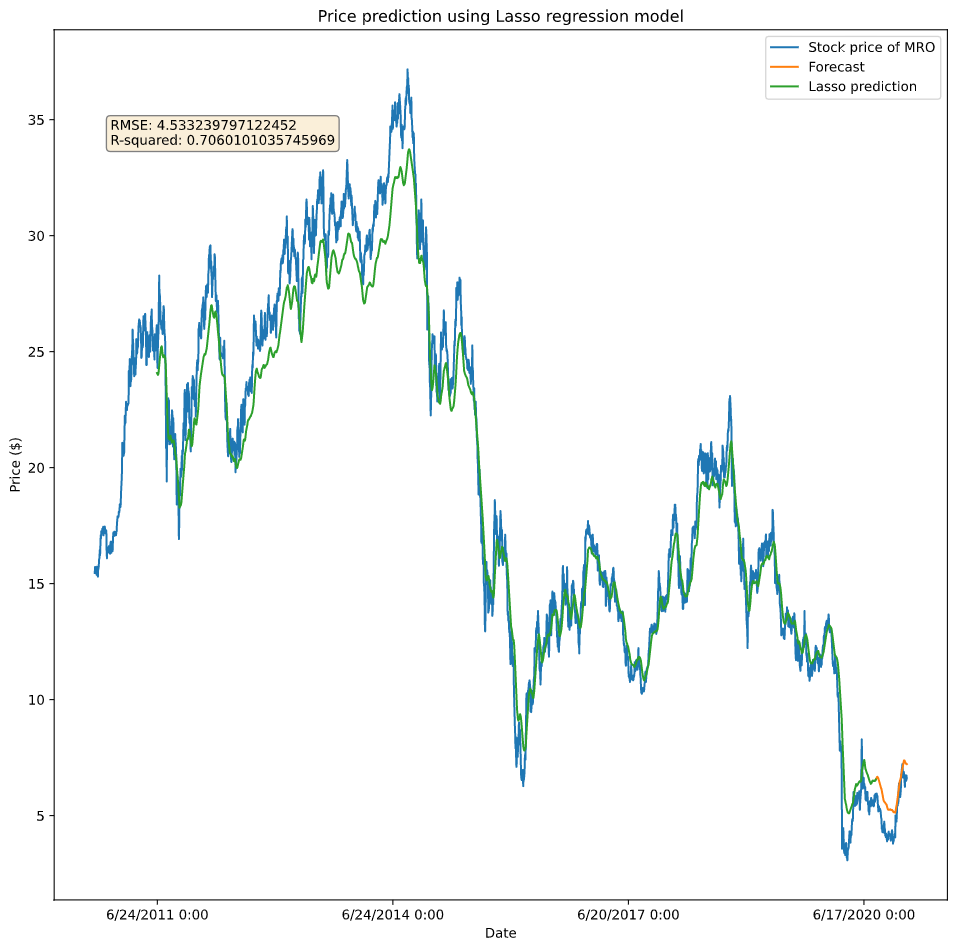 Price prediction using Lasso regression model
Stock price of MRO
Forecast
Lasso prediction
RMSE: 4.533239797122452
R-squared: 0.7060101035745969
Price ($)
35
30
25
20
15
10
5
6/24/2011 0:00
6/24/2014 0:00
6/20/2017 0:00
6/17/2020 0:00
Date